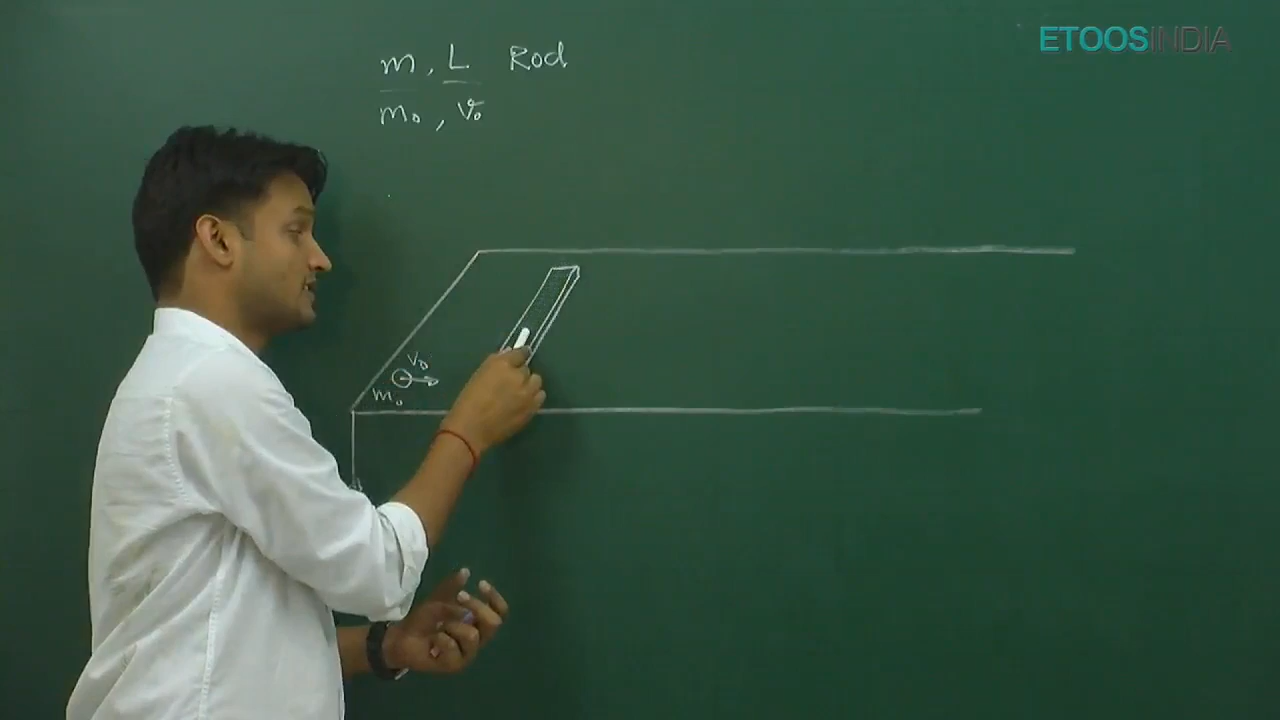 ETOOSINDIA
m, L Rod
m₀, v₀
v₀
m₀